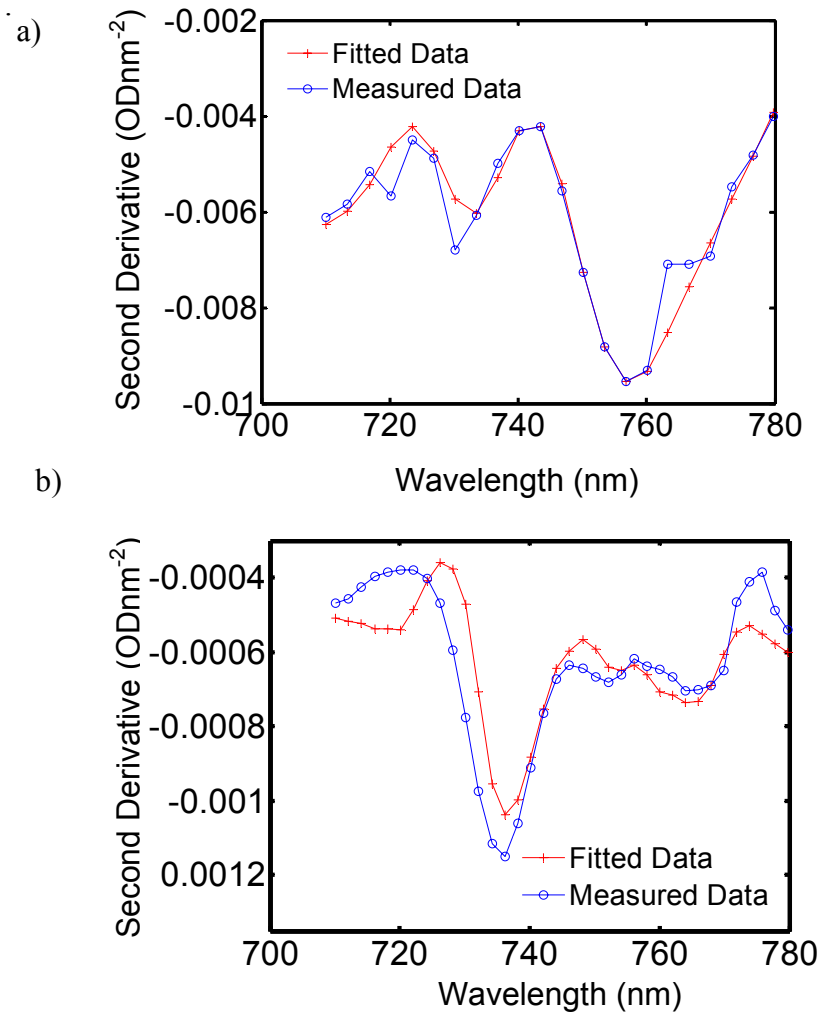 a)
Second Derivative (ODnm-2)
-0.002
-0.004
-0.006
-0.008
-0.01
Fitted Data
Measured Data
700 720 740 760 780
Wavelength (nm)
b)
Second Derivative (ODnm-2)
-0.0004
-0.0006
-0.0008
-0.001
0.0012
Fitted Data
Measured Data
700 720 740 760 780
Wavelength (nm)